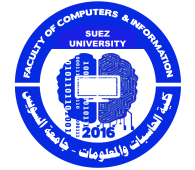 FACULTY OF COMPUTERS & INFORMATION
SUEZ
UNIVERSITY
2016
كلية الحاسبات والمعلومات - جامعة السويس